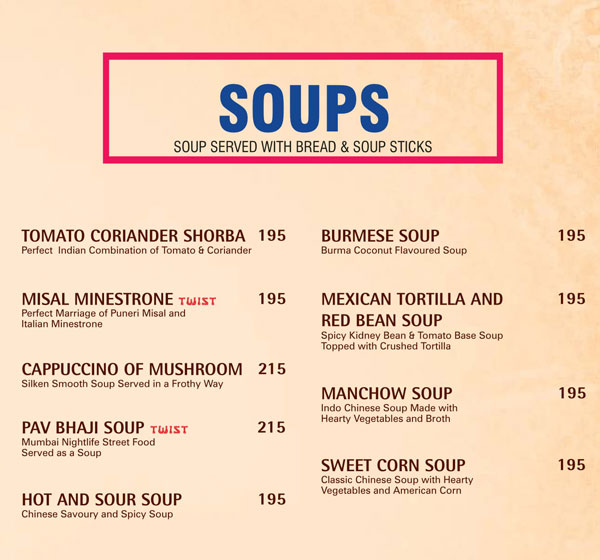 SOUPS
SOUP SERVED WITH BREAD & SOUP STICKS
TOMATO CORIANDER SHORBA 195
Perfect Indian Combination of Tomato & Coriander
MISAL MINESTRONE TWIST 195
Perfect Marriage of Puneri Misal and
Italian Minestrone
CAPPUCCINO OF MUSHROOM 215
Silken Smooth Soup Served in a Frothy Way
PAV BHAJI SOUP TWIST 215
Mumbai Nightlife Street Food
Served as a Soup
HOT AND SOUR SOUP 195
Chinese Savoury and Spicy Soup
BURMESE SOUP 195
Burma Coconut Flavoured Soup
MEXICAN TORTILLA AND 195
RED BEAN SOUP
Spicy Kidney Bean & Tomato Base Soup
Topped with Crushed Tortilla
MANCHOW SOUP 195
Indo Chinese Soup Made with
Hearty Vegetables and Broth
SWEET CORN SOUP 195
Classic Chinese Soup with Hearty
Vegetables and American Corn